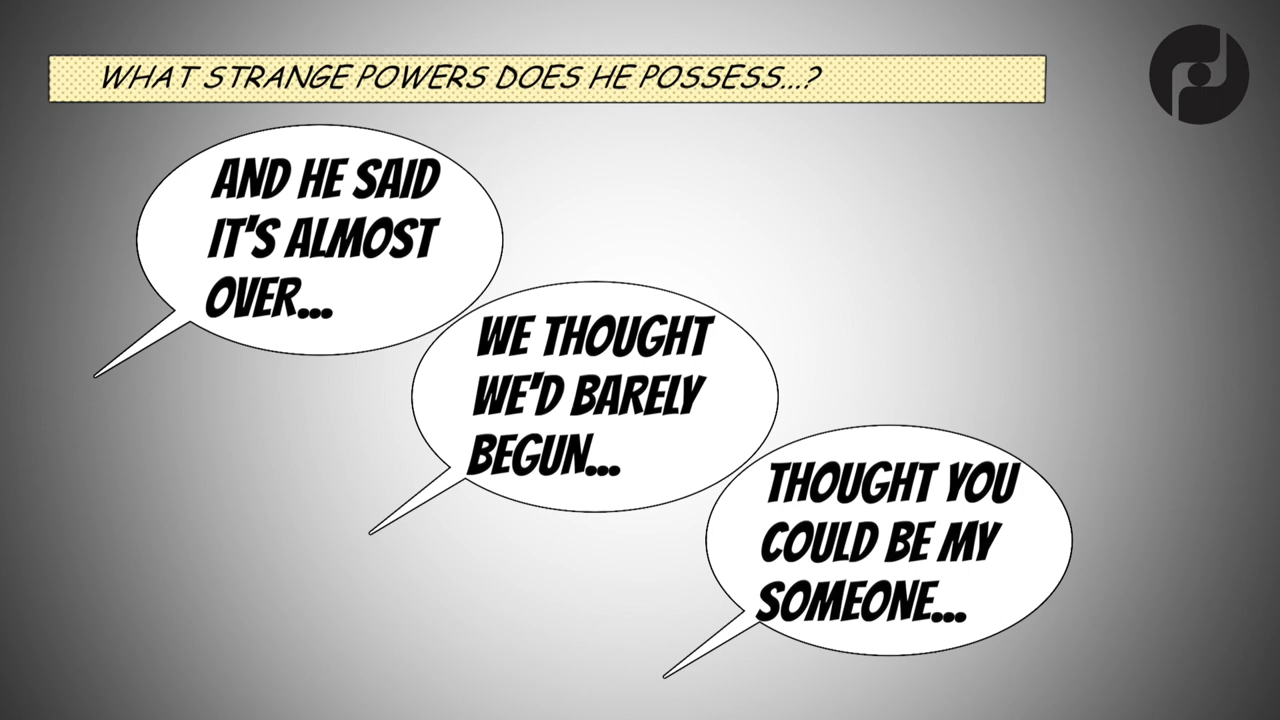 WHAT STRANGE POWERS DOES HE POSSESS...?
AND HE SAID
IT'S ALMOST
OVER...
WE THOUGHT
WE'D BARELY
BEGUN...
THOUGHT YOU
COULD BE MY
SOMEONE...